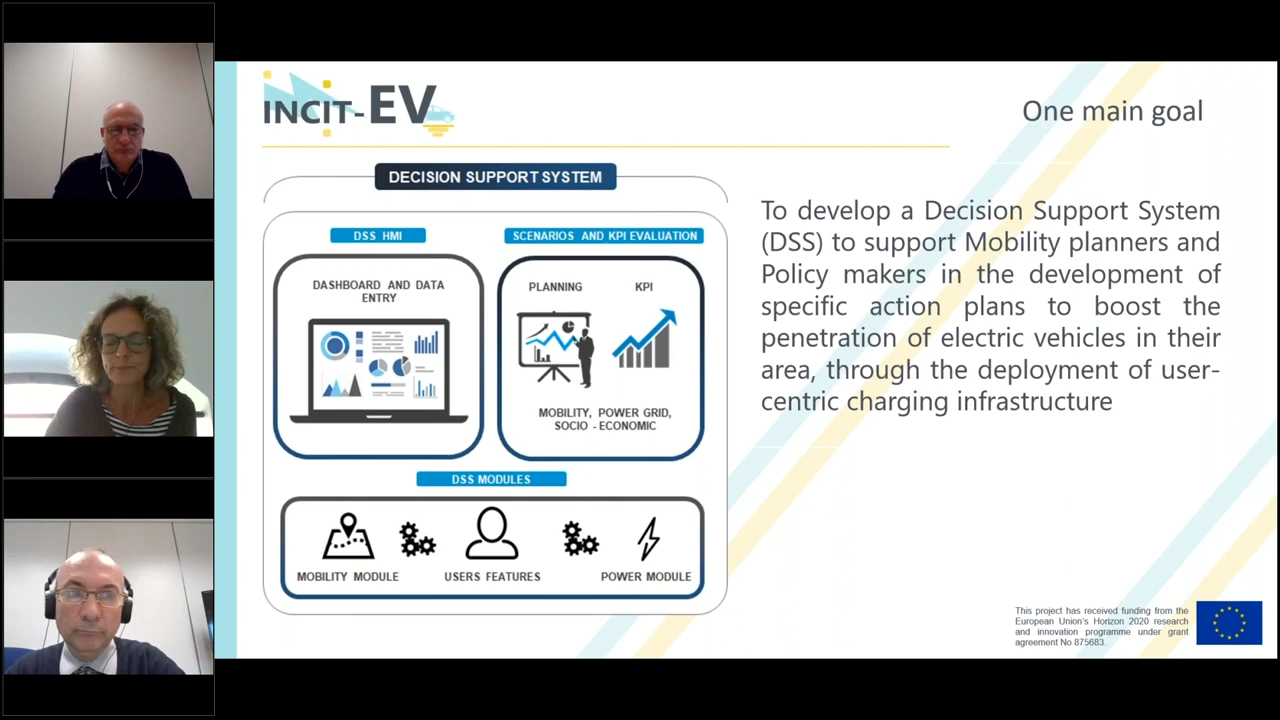 INCIT-EV
One main goal
DECISION SUPPORT SYSTEM
DSS HMI
DASHBOARD AND DATA
ENTRY
SCENARIOS AND KPI EVALUATION
PLANNING
KPI
MOBILITY, POWER GRID,
SOCIO - ECONOMIC
DSS MODULES
MOBILITY MODULE
USERS FEATURES
POWER MODULE
To develop a Decision Support System
(DSS) to support Mobility planners and
Policy makers in the development of
specific action plans to boost the
penetration of electric vehicles in their
area, through the deployment of user-
centric charging infrastructure
This project has received funding from the
European Union's Horizon 2020 research
and innovation programme under grant
agreement No 875683.